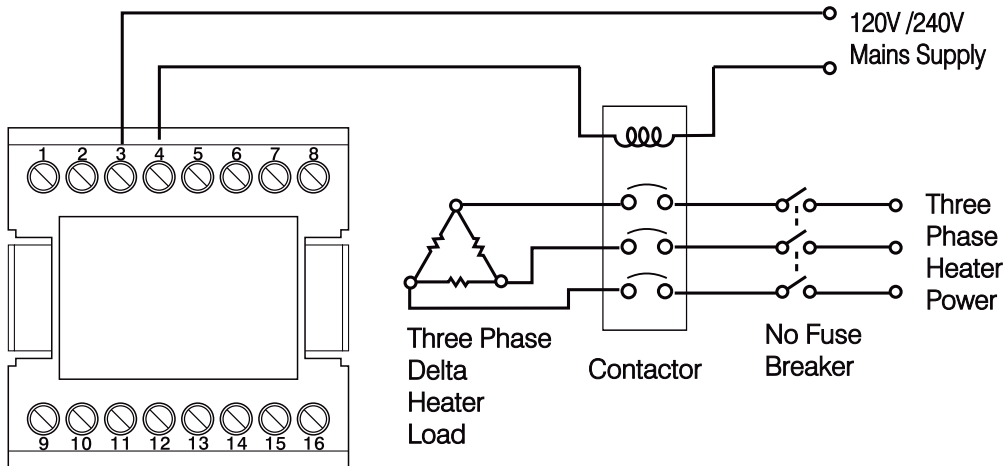 120V /240V
Mains Supply
1 2 3 4 5 6 7 8
Three
Phase
Heater
Power
Three Phase
Delta
Heater
Load
Contactor
No Fuse
Breaker
9 10 11 12 13 14 15 16